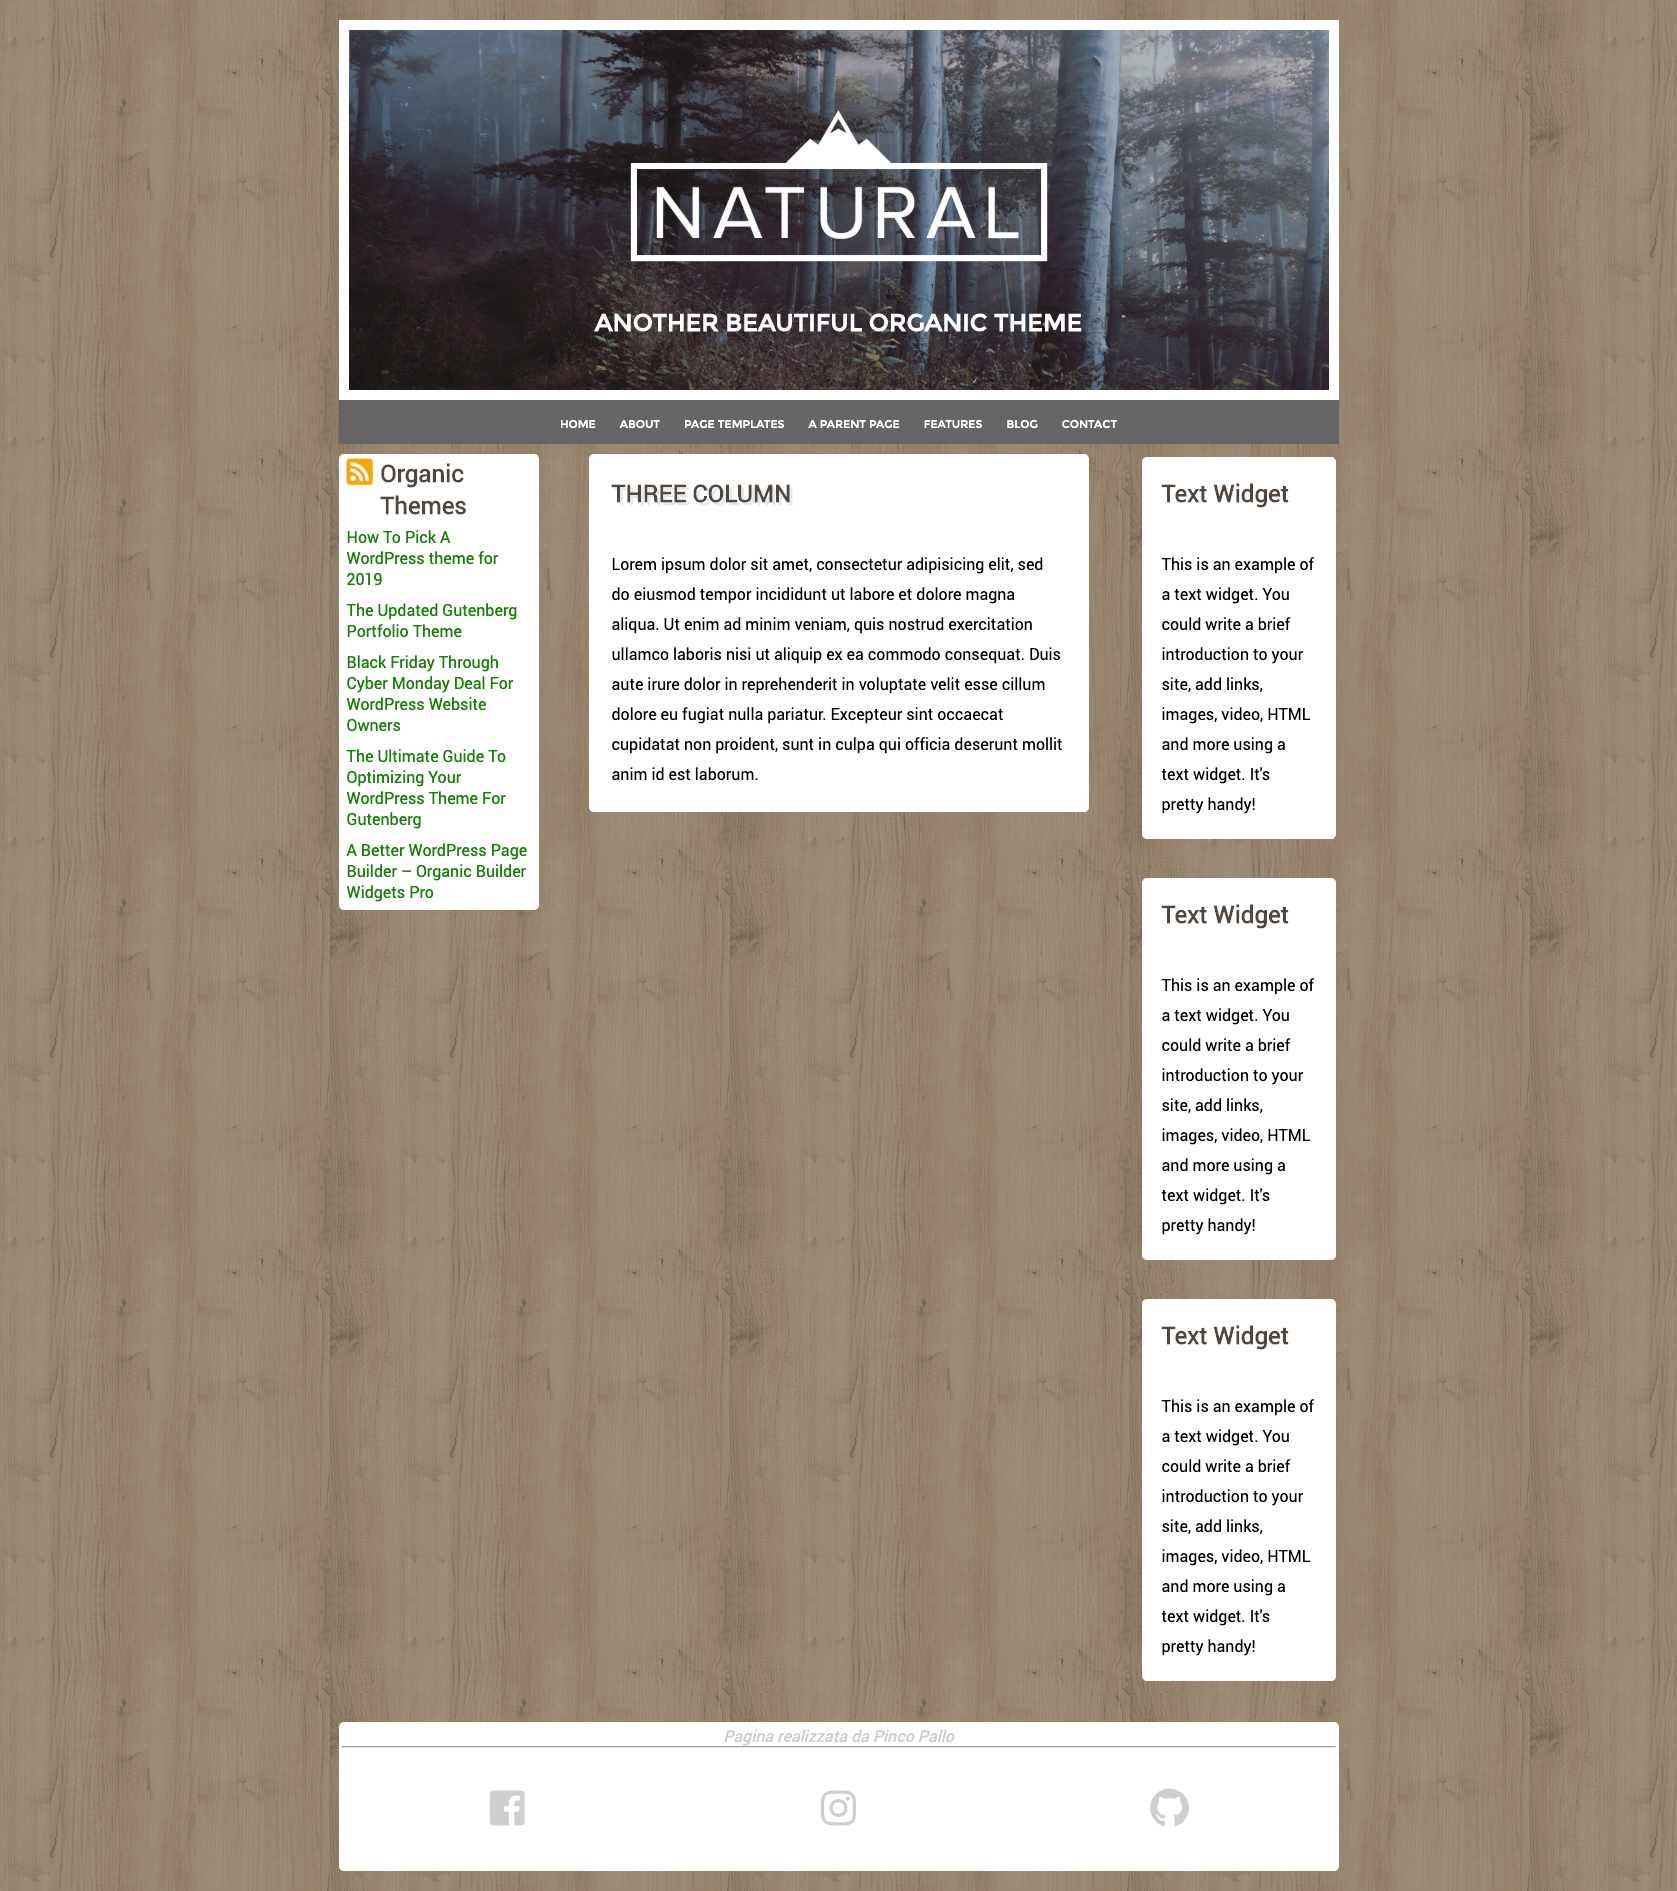 NATURAL
ANOTHER BEAUTIFUL ORGANIC THEME
HOME ABOUT PAGE TEMPLATES A PARENT PAGE FEATURES BLOG CONTACT
Organic
Themes
How To Pick A
WordPress theme for
2019
The Updated Gutenberg
Portfolio Theme
Black Friday Through
Cyber Monday Deal For
WordPress Website
Owners
The Ultimate Guide To
Optimizing Your
WordPress Theme For
Gutenberg
A Better WordPress Page
Builder – Organic Builder
Widgets Pro
THREE COLUMN
Lorem ipsum dolor sit amet, consectetur adipisicing elit, sed
do eiusmod tempor incididunt ut labore et dolore magna
aliqua. Ut enim ad minim veniam, quis nostrud exercitation
ullamco laboris nisi ut aliquip ex ea commodo consequat. Duis
aute irure dolor in reprehenderit in voluptate velit esse cillum
dolore eu fugiat nulla pariatur. Excepteur sint occaecat
cupidatat non proident, sunt in culpa qui officia deserunt mollit
anim id est laborum.
Text Widget
This is an example of
a text widget. You
could write a brief
introduction to your
site, add links,
images, video, HTML
and more using a
text widget. It's
pretty handy!
Text Widget
This is an example of
a text widget. You
could write a brief
introduction to your
site, add links,
images, video, HTML
and more using a
text widget. It's
pretty handy!
Text Widget
This is an example of
a text widget. You
could write a brief
introduction to your
site, add links,
images, video, HTML
and more using a
text widget. It's
pretty handy!
Pagina realizzata da Pinco Pallo